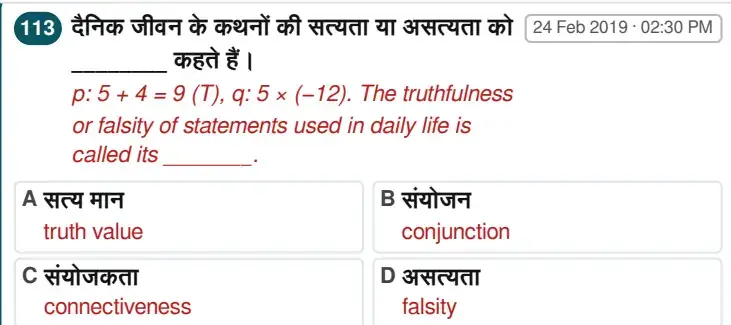 113 दैनिक जीवन के कथनों की सत्यता या असत्यता को 24 Feb 2019 · 02:30 PM
________ कहते हैं।
p: 5 + 4 = 9 (T), q: 5 × (−12). The truthfulness
or falsity of statements used in daily life is
called its ________.
A सत्य मान
truth value
B संयोजन
conjunction
C संयोजकता
connectiveness
D असत्यता
falsity